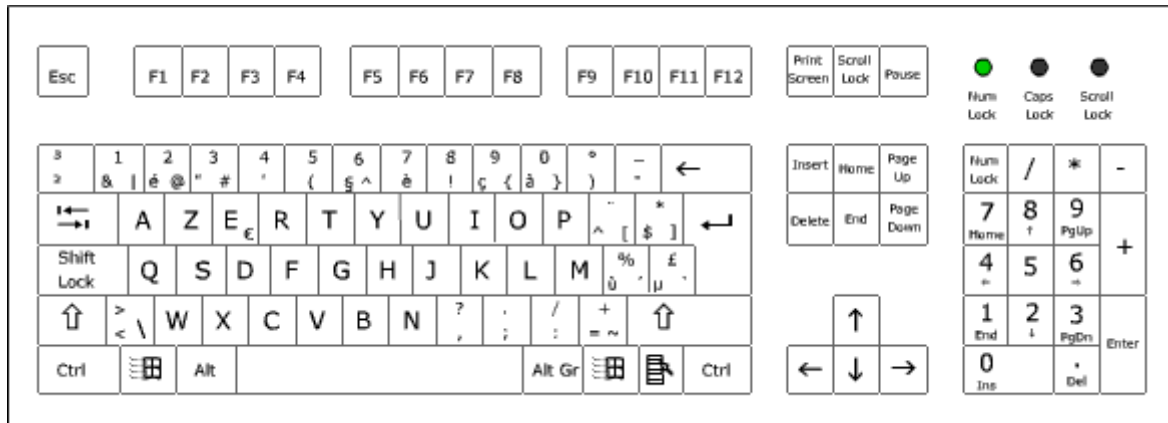 Esc F1 F2 F3 F4 F5 F6 F7 F8 F9 F10 F11 F12 Print Screen Scroll Lock Pause
Num Lock Caps Lock Scroll Lock
³ 1 2 3 4 5 6 7 8 9 0 ° _ ←
² & | é @ " # ' ( § ^ è ! ç { à } ) -
Insert Home Page Up Num Lock / * -
A Z E € R T Y U I O P ¨ ^ [ * $ ]
Delete End Page Down 7 Home 8 ↑ 9 PgUp +
Shift Lock Q S D F G H J K L M % ù ´ £ µ `
4 ← 5 6 →
⇧ > < \ W X C V B N ? , . ; / : + = ~ ⇧
↑ 1 End 2 ↓ 3 PgDn Enter
Ctrl Alt Alt Gr Ctrl ← ↓ → 0 Ins . Del